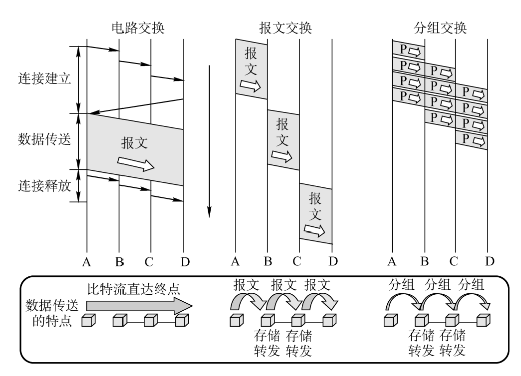 电路交换
报文交换
分组交换
连接建立
数据传送
连接释放
报文
报
文
报
文
报
文
P
P
P
P
P
P
P
P
P
P
P
P
A B C D
A B C D
A B C D
数据传送
的特点
比特流直达终点
报文 报文 报文
存储 存储
转发 转发
分组 分组 分组
存储 存储
转发 转发